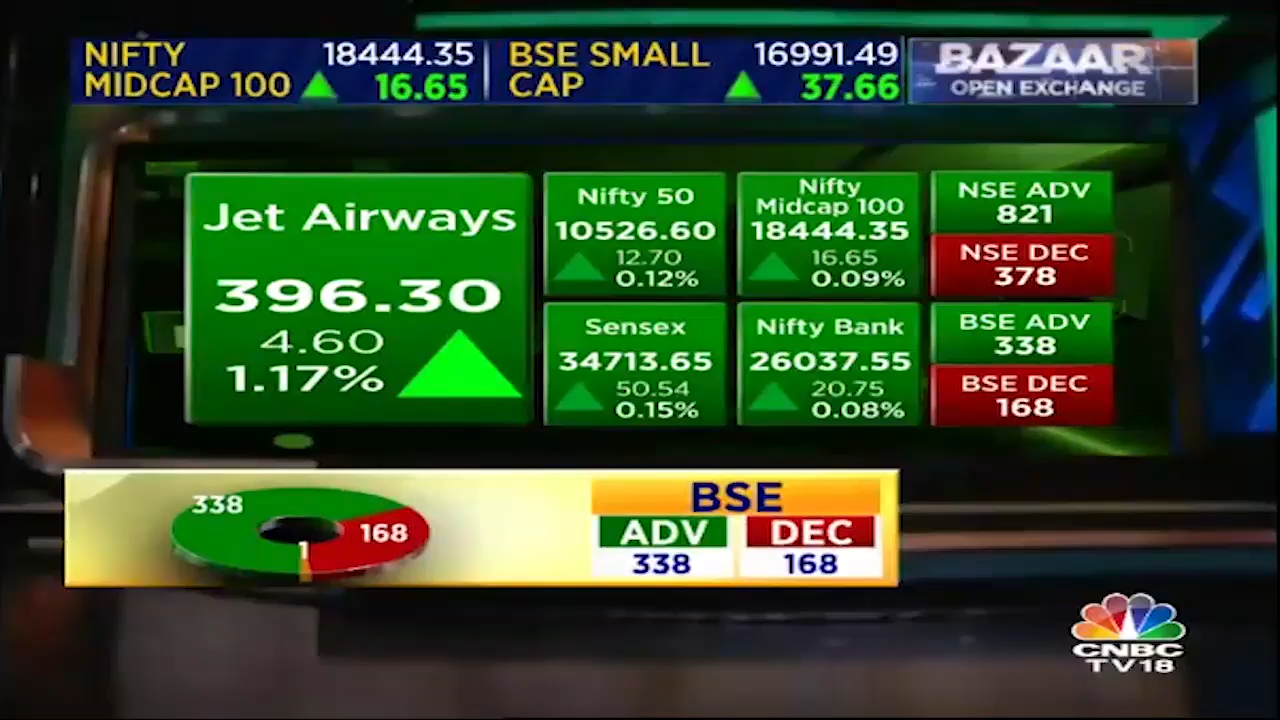 NIFTY 18444.35
MIDCAP 100 16.65
BSE SMALL 16991.49
CAP 37.66
BAZAAR
OPEN EXCHANGE
Jet Airways
396.30
4.60
1.17%
Nifty 50
10526.60
12.70
0.12%
Nifty
Midcap 100
18444.35
16.65
0.09%
NSE ADV
821
NSE DEC
378
Sensex
34713.65
50.54
0.15%
Nifty Bank
26037.55
20.75
0.08%
BSE ADV
338
BSE DEC
168
338
168
1
BSE
ADV DEC
338 168
CNBC
TV18